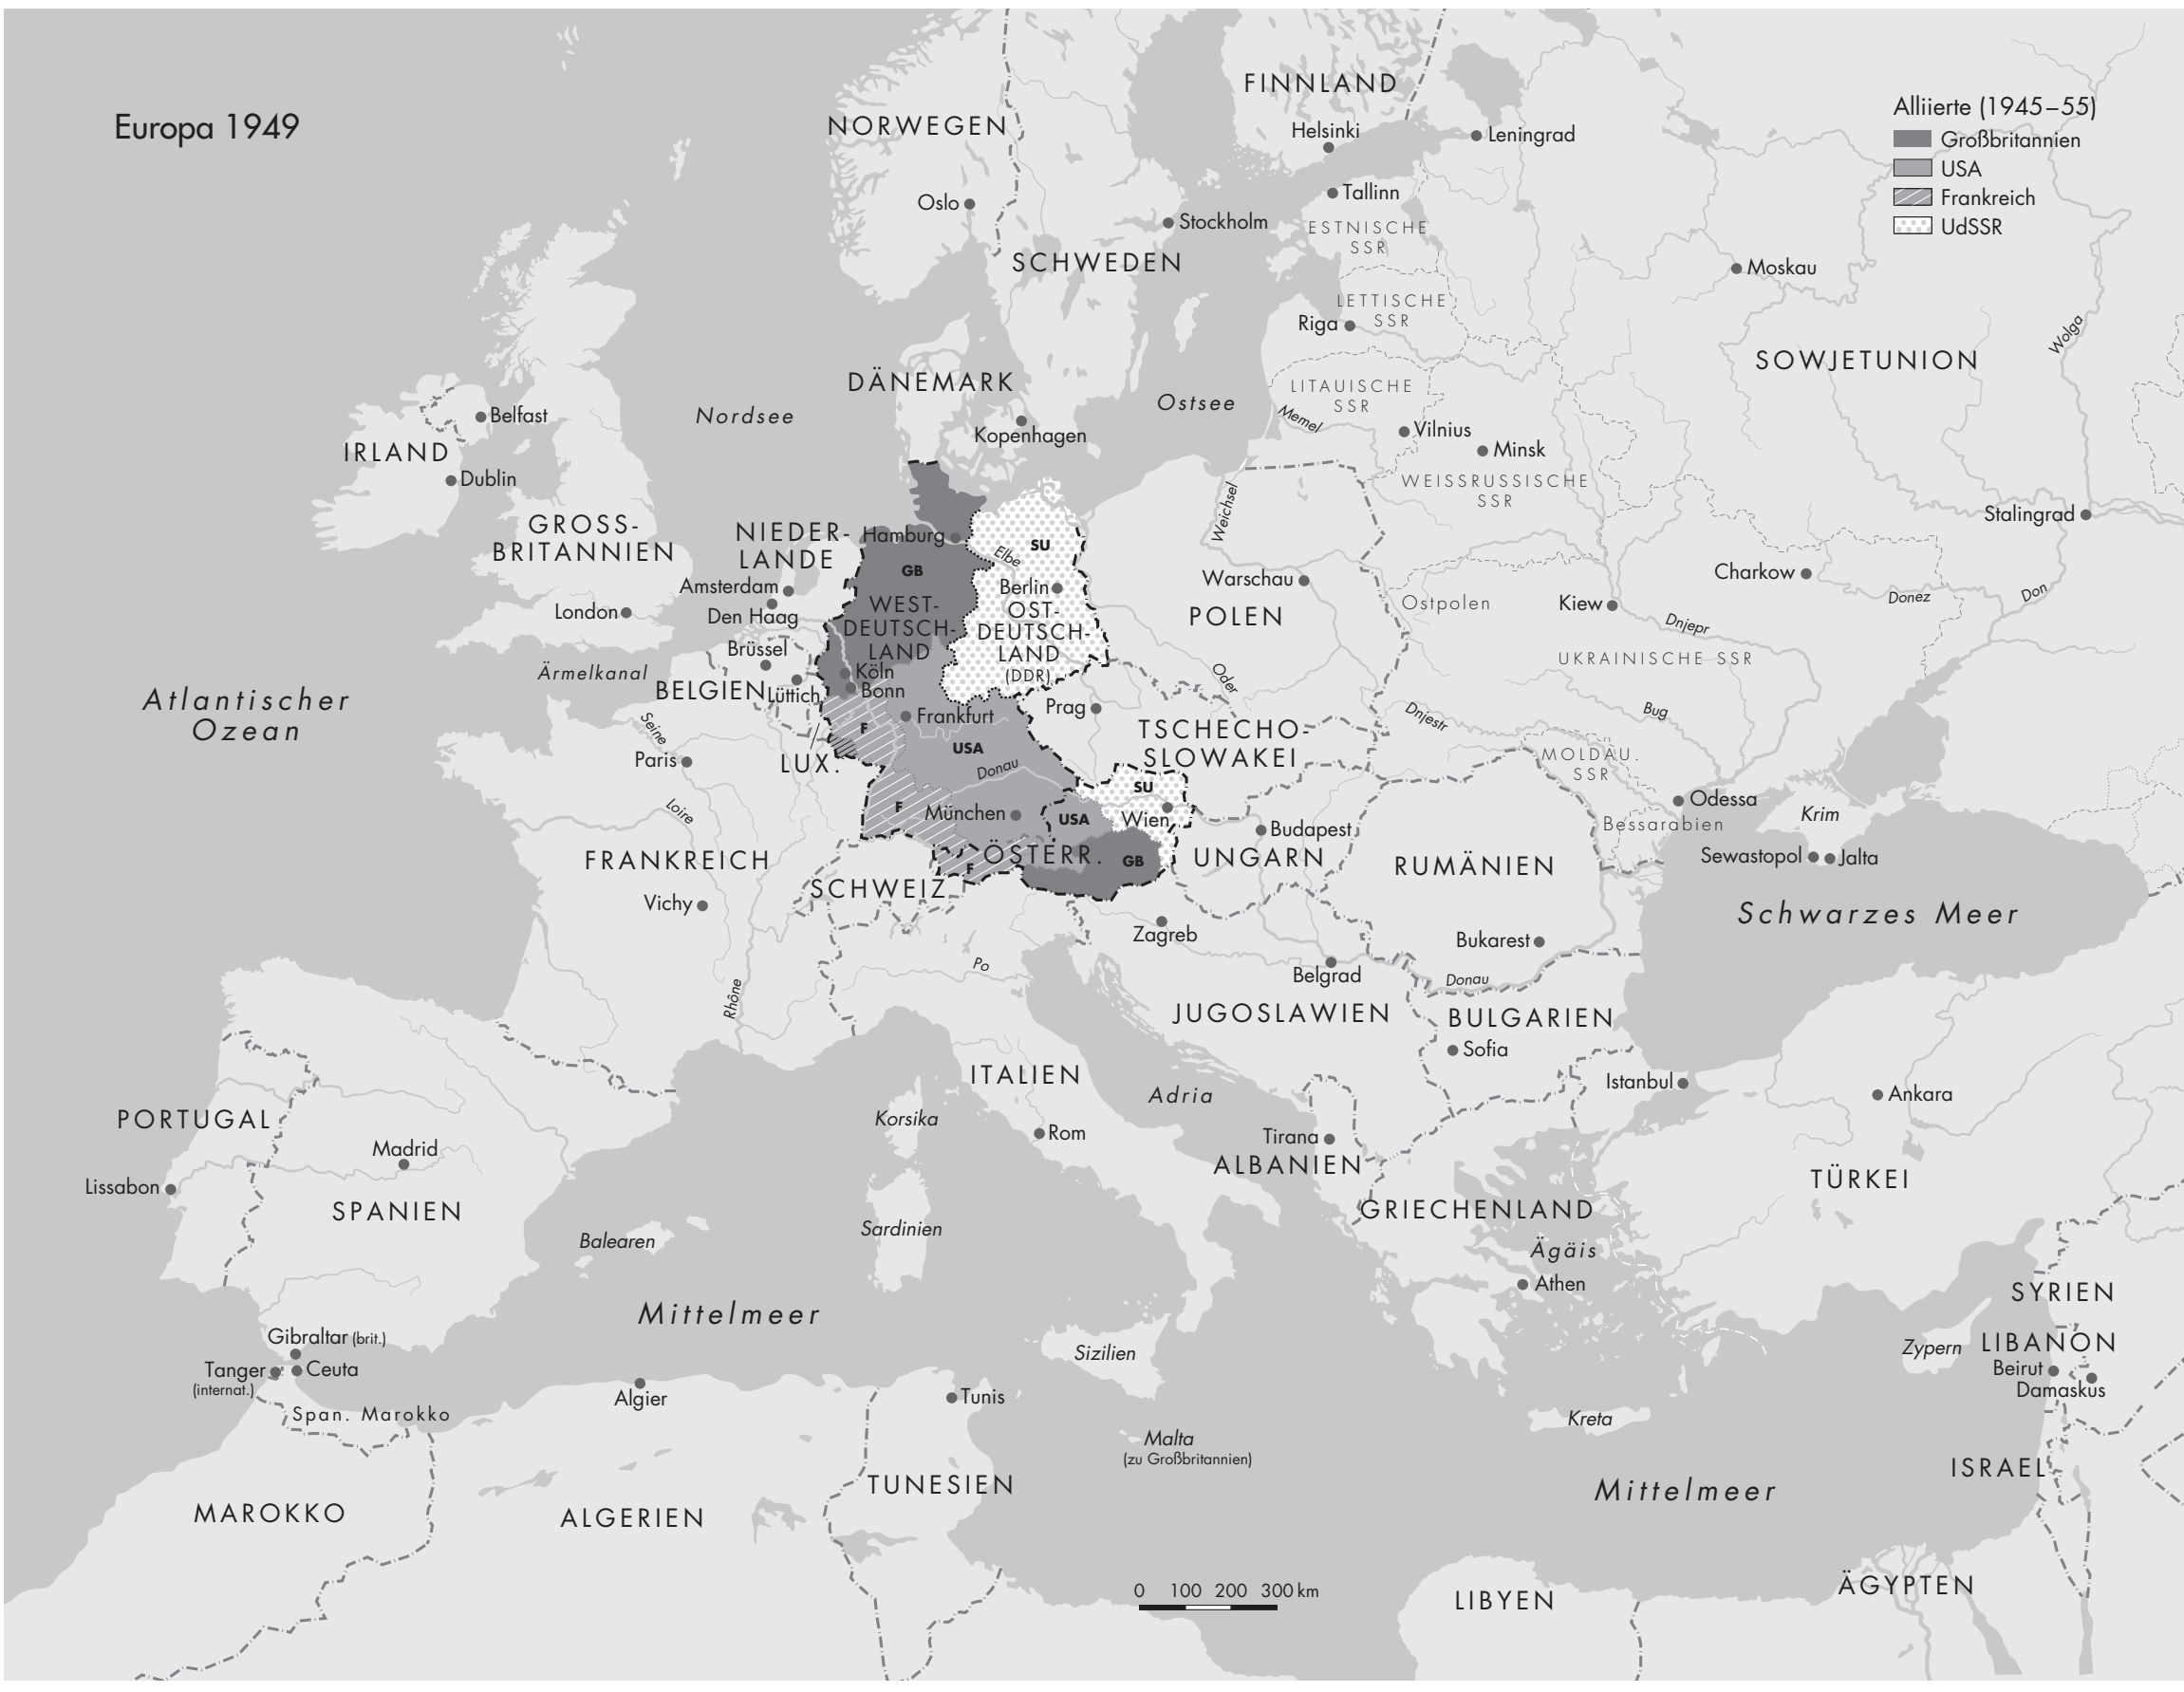 Europa 1949
Alliierte (1945–55)
Großbritannien
USA
Frankreich
UdSSR
FINNLAND
NORWEGEN
Helsinki
Leningrad
Oslo
Tallinn
Stockholm
ESTNISCHE
SSR
SCHWEDEN
Moskau
LETTISCHE
SSR
Riga
Wolga
SOWJETUNION
DÄNEMARK
LITAUISCHE
SSR
Nordsee
Ostsee
Memel
Belfast
Kopenhagen
Vilnius
IRLAND
Minsk
Dublin
WEISSRUSSISCHE
SSR
Weichsel
Stalingrad
GROSS-
BRITANNIEN
NIEDER-
LANDE
Hamburg
SU
Elbe
GB
Charkow
Amsterdam
Berlin
Warschau
Den Haag
London
WEST-
DEUTSCH-
LAND
OST-
DEUTSCH-
LAND
(DDR)
POLEN
Ostpolen
Kiew
Donez
Don
Dnjepr
Brüssel
UKRAINISCHE SSR
Ärmelkanal
BELGIEN
Lüttich
Köln
Bonn
Oder
Atlantischer
Ozean
Seine
Frankfurt
Prag
Dnjestr
Bug
F
TSCHECHO-
SLOWAKEI
USA
MOLDAU.
SSR
Paris
LUX.
Donau
SU
Loire
F
München
USA
Wien
Odessa
Krim
Budapest
Bessarabien
FRANKREICH
ÖSTERR.
GB
F
UNGARN
RUMÄNIEN
Sewastopol
Jalta
SCHWEIZ
Vichy
Schwarzes Meer
Zagreb
Bukarest
Po
Belgrad
Donau
Rhône
JUGOSLAWIEN
BULGARIEN
Sofia
ITALIEN
Istanbul
Adria
Ankara
Korsika
PORTUGAL
Rom
Tirana
Madrid
ALBANIEN
TÜRKEI
Lissabon
SPANIEN
GRIECHENLAND
Sardinien
Balearen
Ägäis
Athen
SYRIEN
Mittelmeer
Gibraltar (brit.)
Sizilien
Zypern
LIBANON
Tanger
(internat.)
Ceuta
Beirut
Damaskus
Algier
Tunis
Span. Marokko
Kreta
Malta
(zu Großbritannien)
ISRAEL
TUNESIEN
Mittelmeer
MAROKKO
ALGERIEN
0 100 200 300 km
LIBYEN
ÄGYPTEN